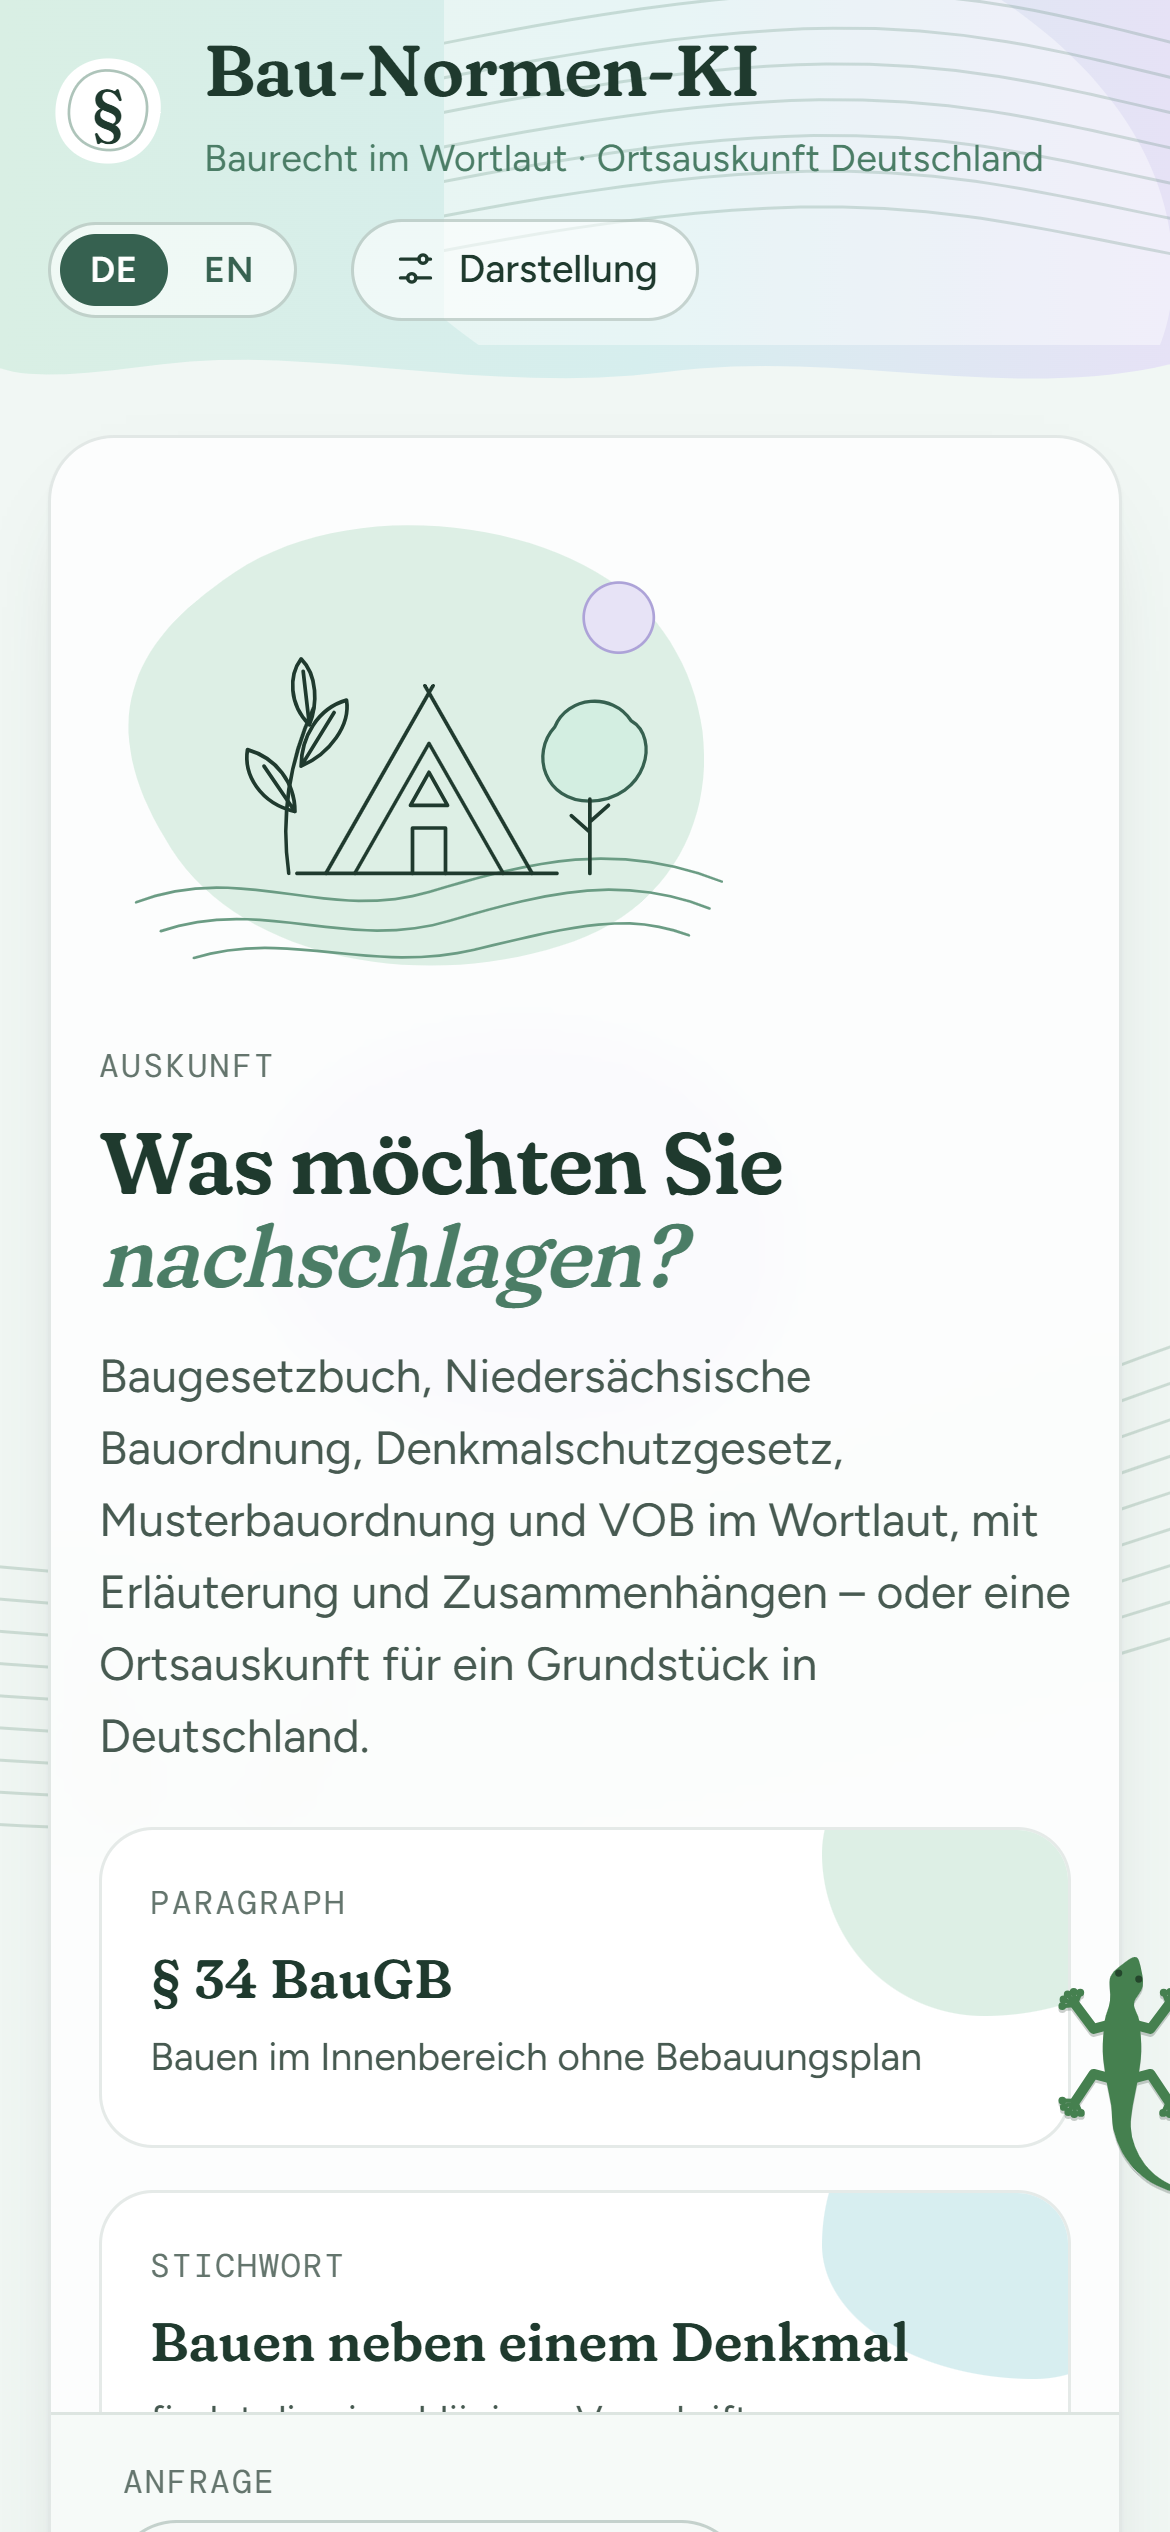 §
Bau-Normen-KI
Baurecht im Wortlaut · Ortsauskunft Deutschland
DE EN Darstellung
AUSKUNFT
Was möchten Sie
nachschlagen?
Baugesetzbuch, Niedersächsische
Bauordnung, Denkmalschutzgesetz,
Musterbauordnung und VOB im Wortlaut, mit
Erläuterung und Zusammenhängen – oder eine
Ortsauskunft für ein Grundstück in
Deutschland.
PARAGRAPH
§ 34 BauGB
Bauen im Innenbereich ohne Bebauungsplan
STICHWORT
Bauen neben einem Denkmal
ANFRAGE